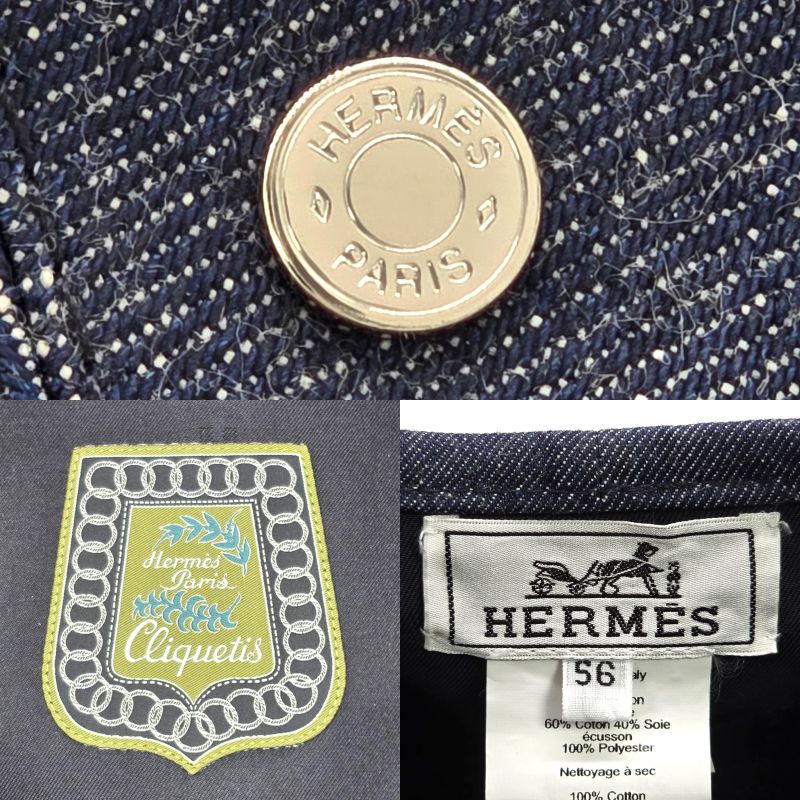 HERMÈS
PARIS
Hermès
Paris
Cliquetis
HERMÈS
56
60% Coton 40% Soie
écusson
100% Polyester
Nettoyage à sec
100% Cotton